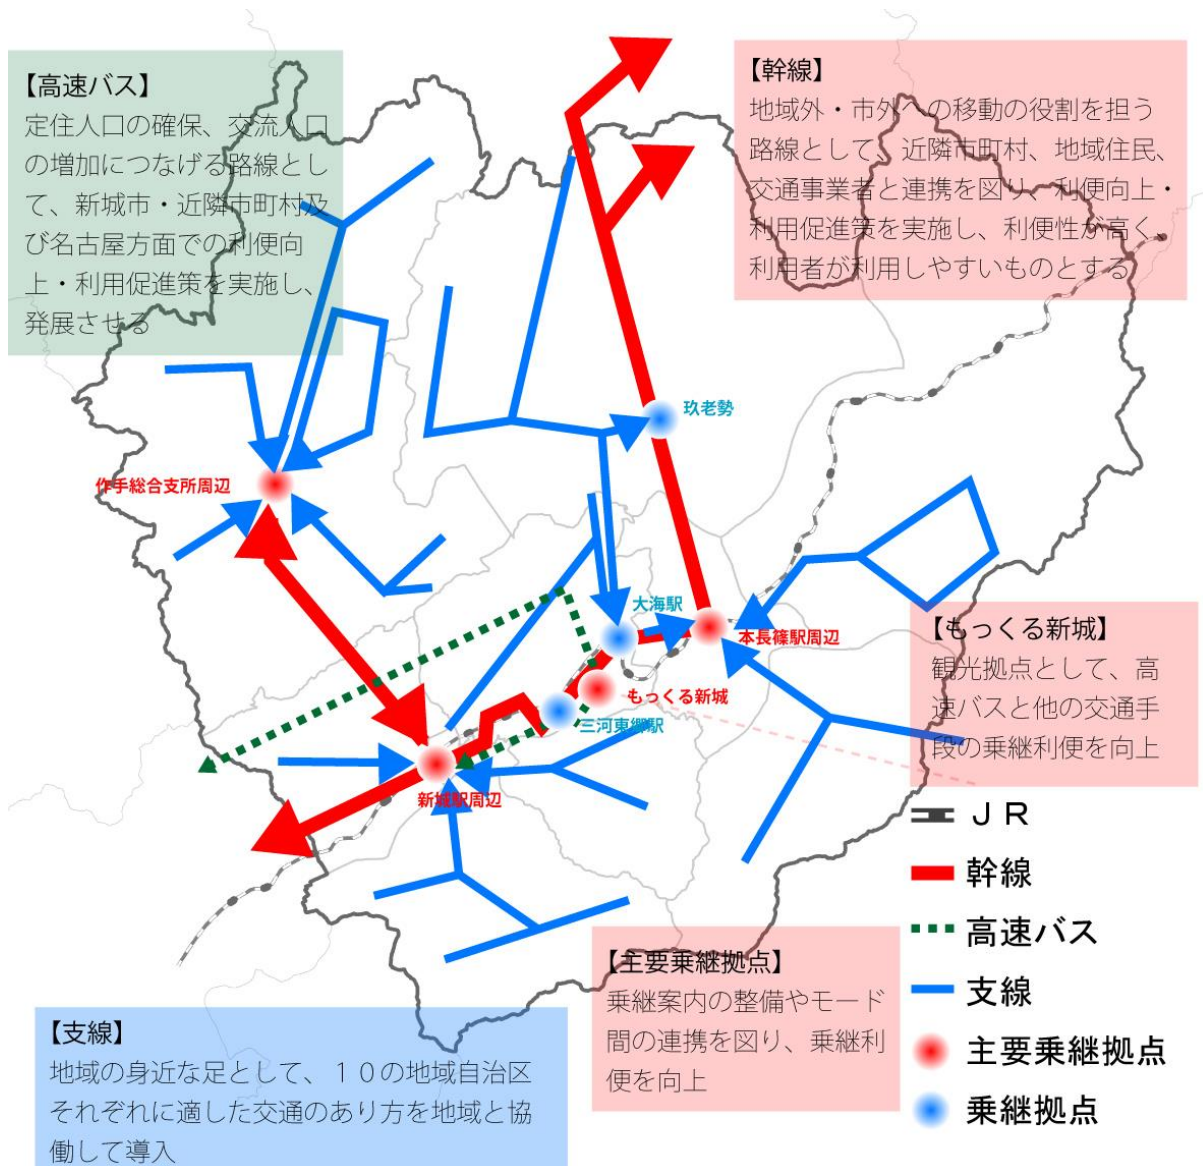 【高速バス】
定住人口の確保、交流人口
の増加につなげる路線とし
て、新城市・近隣市町村及
び名古屋方面での利便向
上・利用促進策を実施し、
発展させる
【幹線】
地域外・市外への移動の役割を担う
路線として、近隣市町村、地域住民、
交通事業者と連携を図り、利便向上・
利用促進策を実施し、利便性が高く、
利用者が利用しやすいものとする
玖老勢
作手総合支所周辺
大海駅
本長篠駅周辺
もっくる新城
三河東郷駅
新城駅周辺
【もっくる新城】
観光拠点として、高
速バスと他の交通手
段の乗継利便を向上
ＪＲ
幹線
高速バス
支線
主要乗継拠点
乗継拠点
【主要乗継拠点】
乗継案内の整備やモード
間の連携を図り、乗継利
便を向上
【支線】
地域の身近な足として、１０の地域自治区
それぞれに適した交通のあり方を地域と協
働して導入